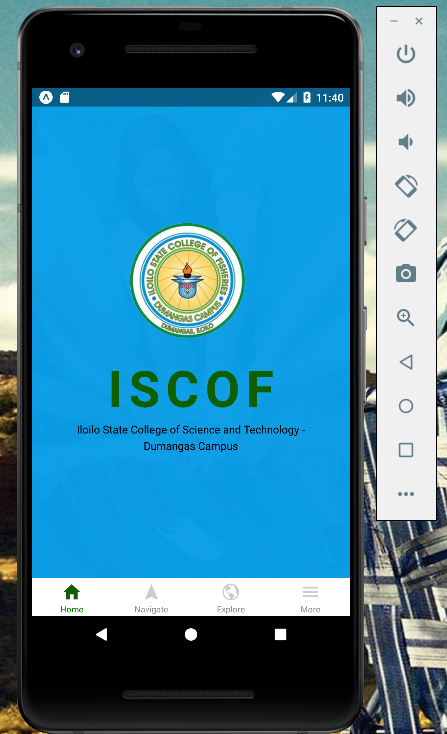 11:40
ILOILO STATE COLLEGE OF FISHERIES
DUMANGAS CAMPUS
DUMANGAS, ILOILO
ISCOF
Iloilo State College of Science and Technology -
Dumangas Campus
Home Navigate Explore More